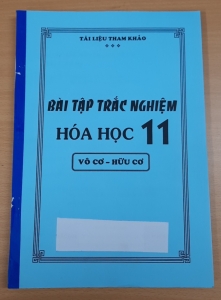 TÀI LIỆU THAM KHẢO
BÀI TẬP TRẮC NGHIỆM
HÓA HỌC 11
VÔ CƠ - HỮU CƠ